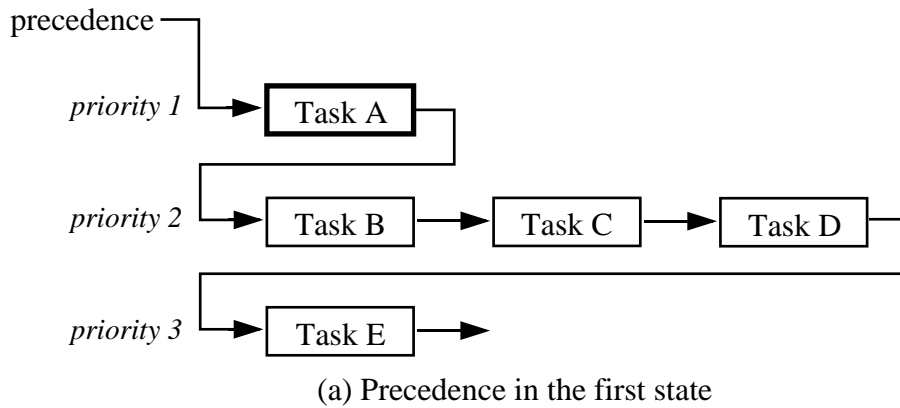 precedence
priority 1 Task A
priority 2 Task B Task C Task D
priority 3 Task E
(a) Precedence in the first state